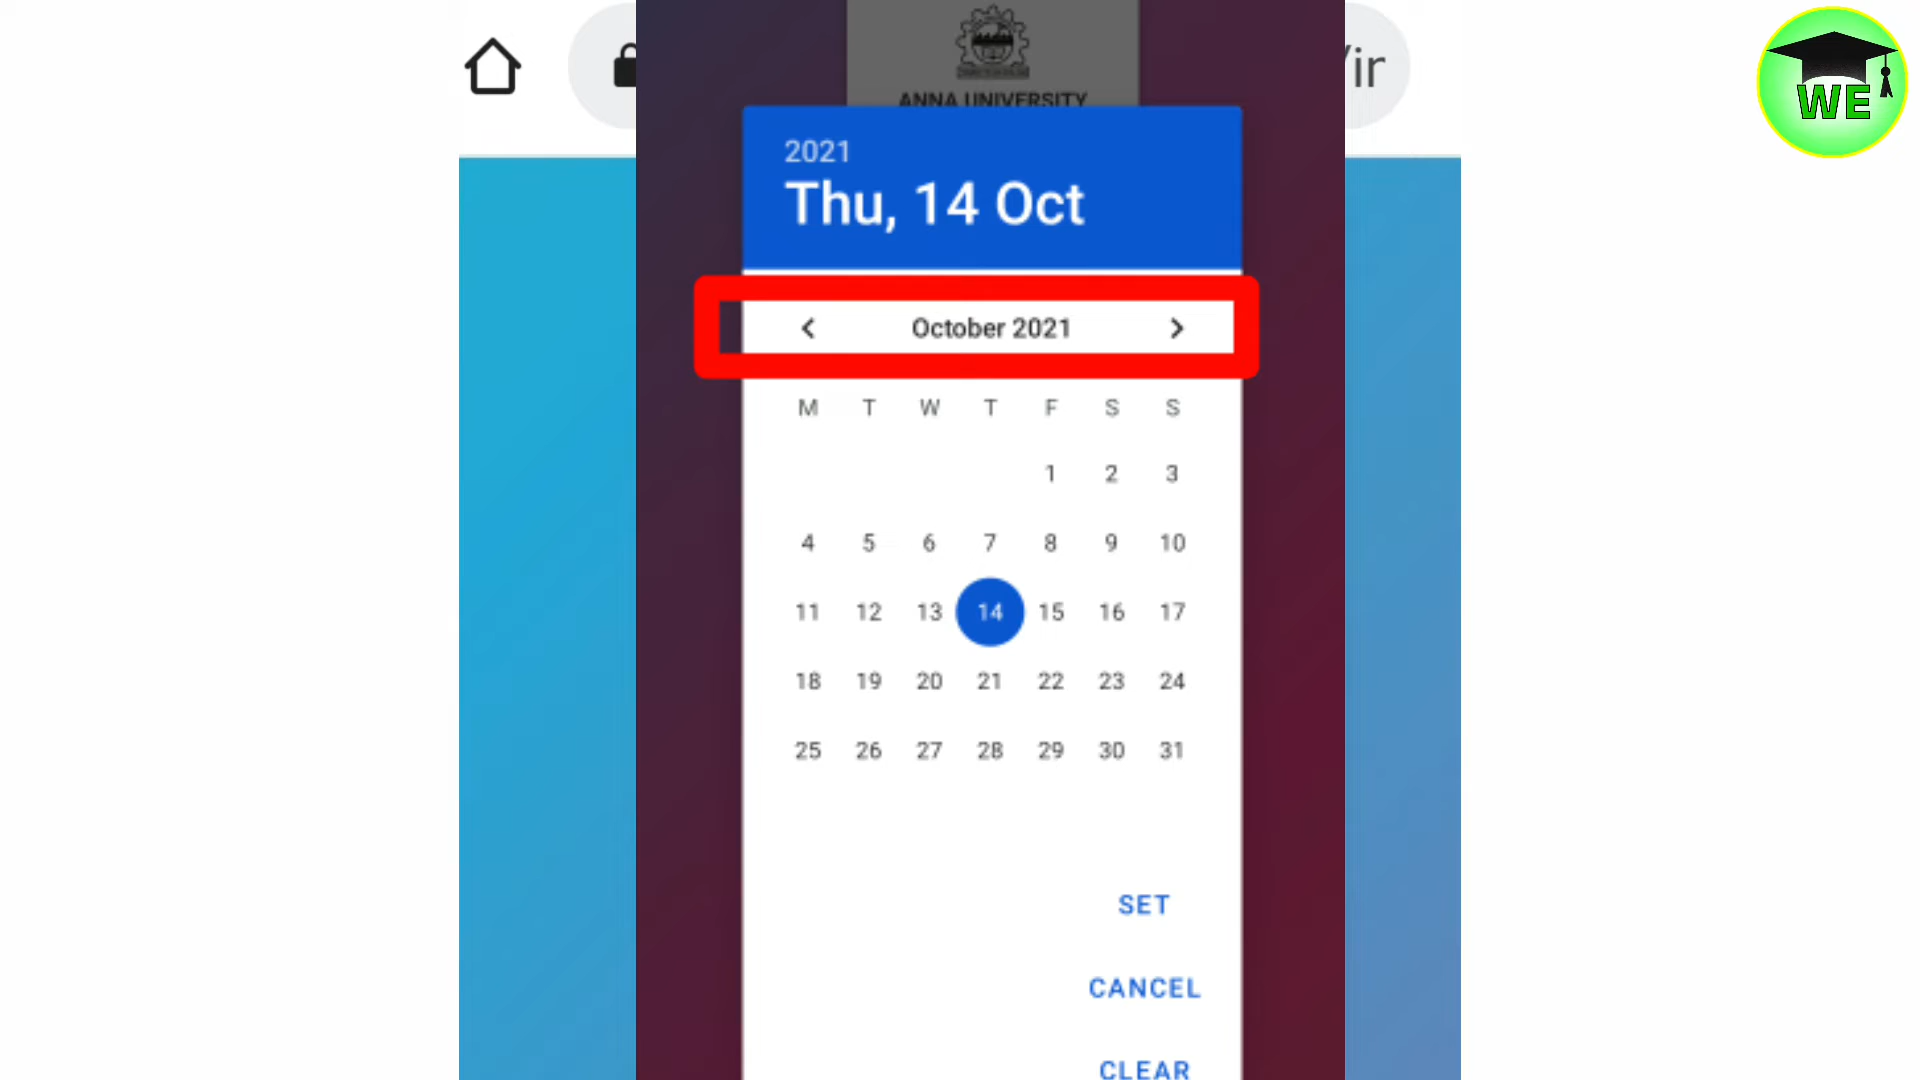 /ir
WE
ANNA UNIVERSITY
2021
Thu, 14 Oct
October 2021
M T W T F S S
1 2 3
4 5 6 7 8 9 10
11 12 13 14 15 16 17
18 19 20 21 22 23 24
25 26 27 28 29 30 31
SET
CANCEL
CLEAR